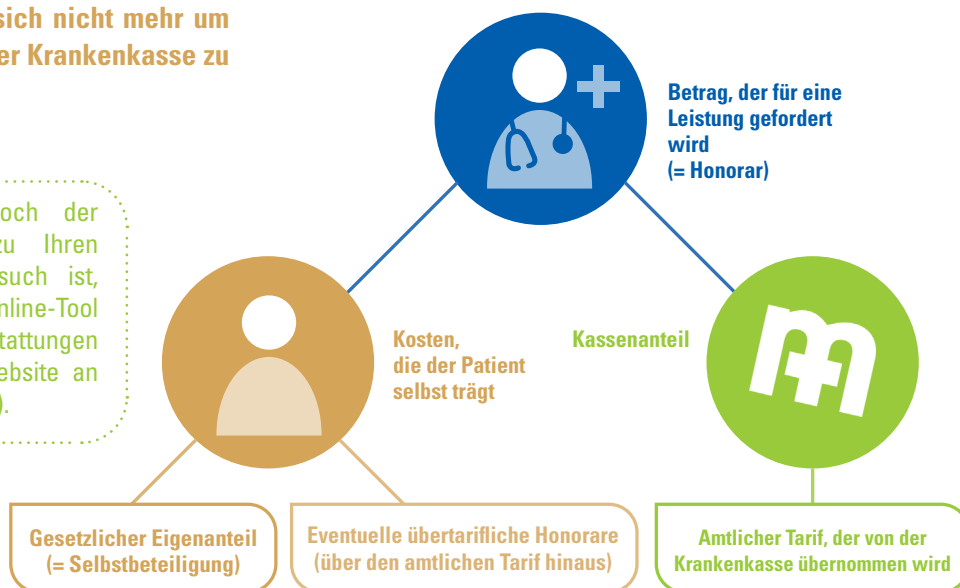 sich nicht mehr um
er Krankenkasse zu
och der
zu Ihren
such ist,
nline-Tool
tattungen
ebsite an
).
Betrag, der für eine
Leistung gefordert
wird
(= Honorar)
Kosten,
die der Patient
selbst trägt
Kassenanteil
Gesetzlicher Eigenanteil
(= Selbstbeteiligung)
Eventuelle übertarifliche Honorare
(über den amtlichen Tarif hinaus)
Amtlicher Tarif, der von der
Krankenkasse übernommen wird